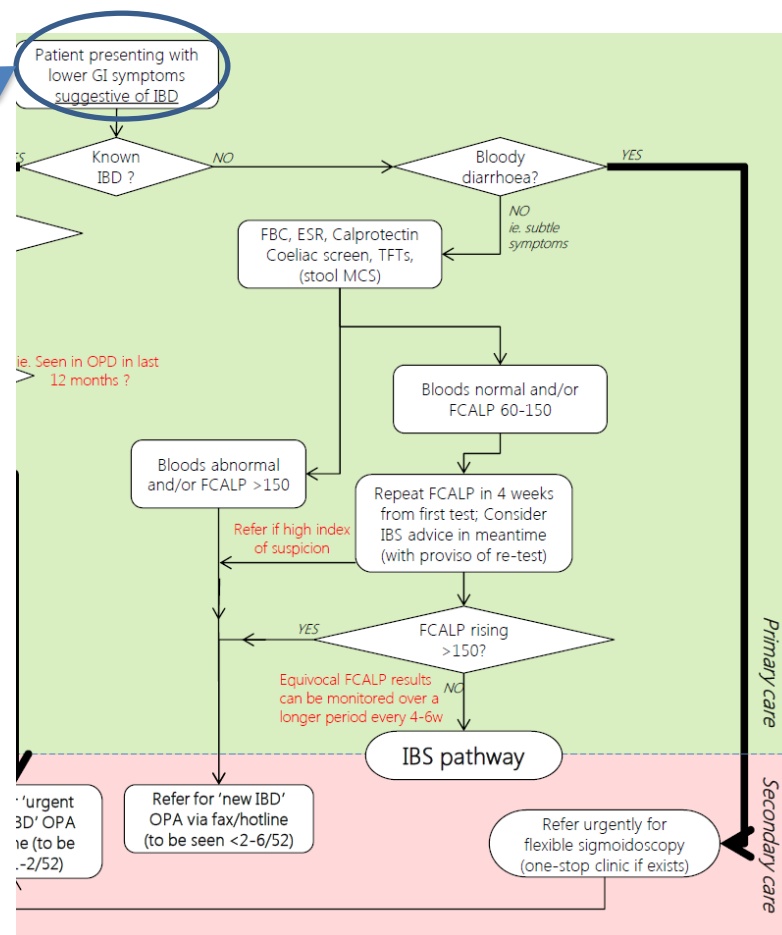 Patient presenting with
lower GI symptoms
suggestive of IBD
Known
IBD ?
NO
Bloody
diarrhoea?
YES
NO
ie. subtle
symptoms
FBC, ESR, Calprotectin
Coeliac screen, TFTs,
(stool MCS)
ie. Seen in OPD in last
12 months ?
Bloods normal and/or
FCALP 60-150
Bloods abnormal
and/or FCALP >150
Repeat FCALP in 4 weeks
from first test; Consider
IBS advice in meantime
(with proviso of re-test)
Refer if high index
of suspicion
YES
FCALP rising
>150?
Equivocal FCALP results
can be monitored over a
longer period every 4-6w
NO
IBS pathway
Primary care
Secondary care
'urgent
OPA
(to be
-2/52)
Refer for 'new IBD'
OPA via fax/hotline
(to be seen <2-6/52)
Refer urgently for
flexible sigmoidoscopy
(one-stop clinic if exists)